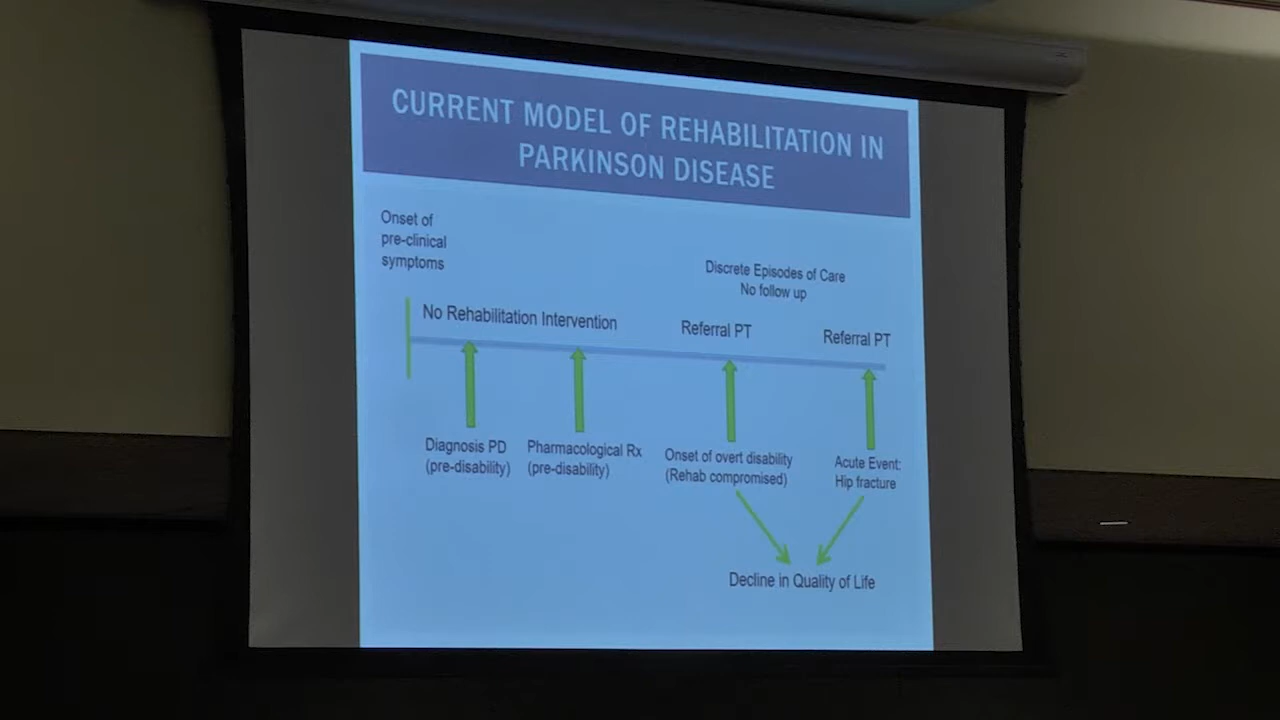 CURRENT MODEL OF REHABILITATION IN
PARKINSON DISEASE
Onset of
pre-clinical
symptoms
Discrete Episodes of Care
No follow up
No Rehabilitation Intervention
Referral PT
Referral PT
Diagnosis PD
(pre-disability)
Pharmacological Rx
(pre-disability)
Onset of overt disability
(Rehab compromised)
Acute Event:
Hip fracture
Decline in Quality of Life